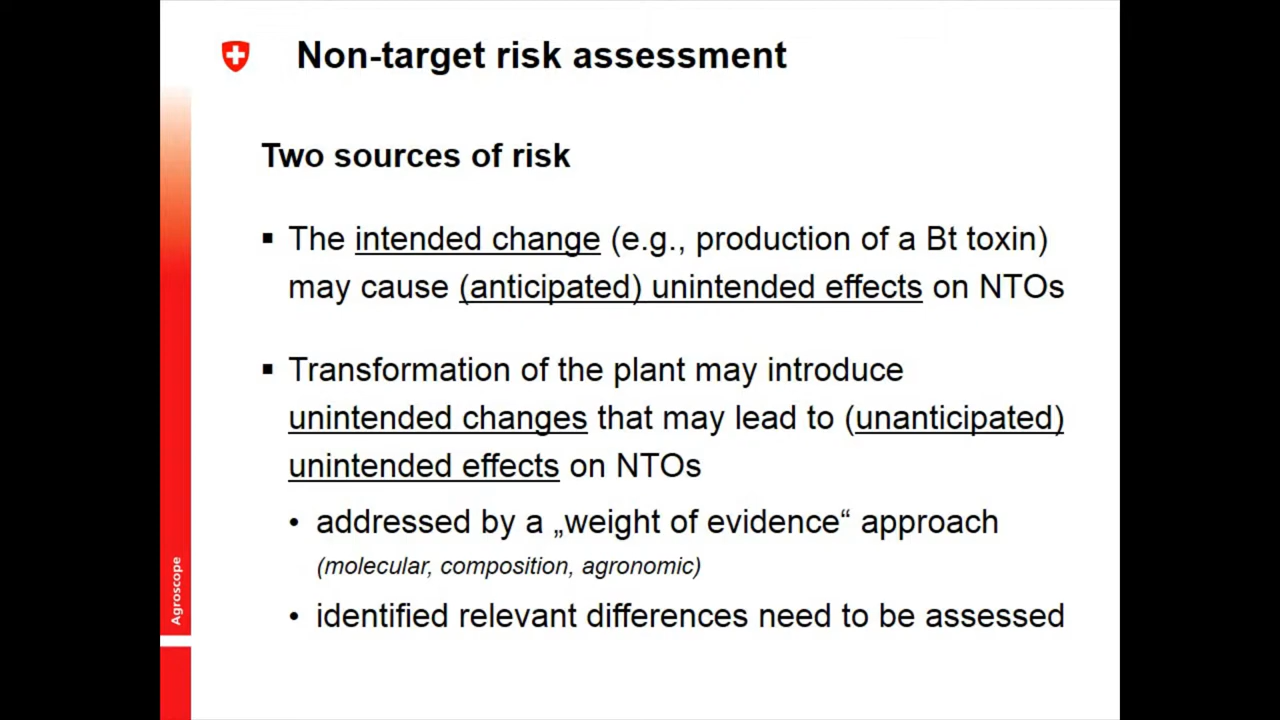 Non-target risk assessment
Two sources of risk
▪ The intended change (e.g., production of a Bt toxin)
may cause (anticipated) unintended effects on NTOs
▪ Transformation of the plant may introduce
unintended changes that may lead to (unanticipated)
unintended effects on NTOs
• addressed by a „weight of evidence“ approach
(molecular, composition, agronomic)
• identified relevant differences need to be assessed
Agroscope